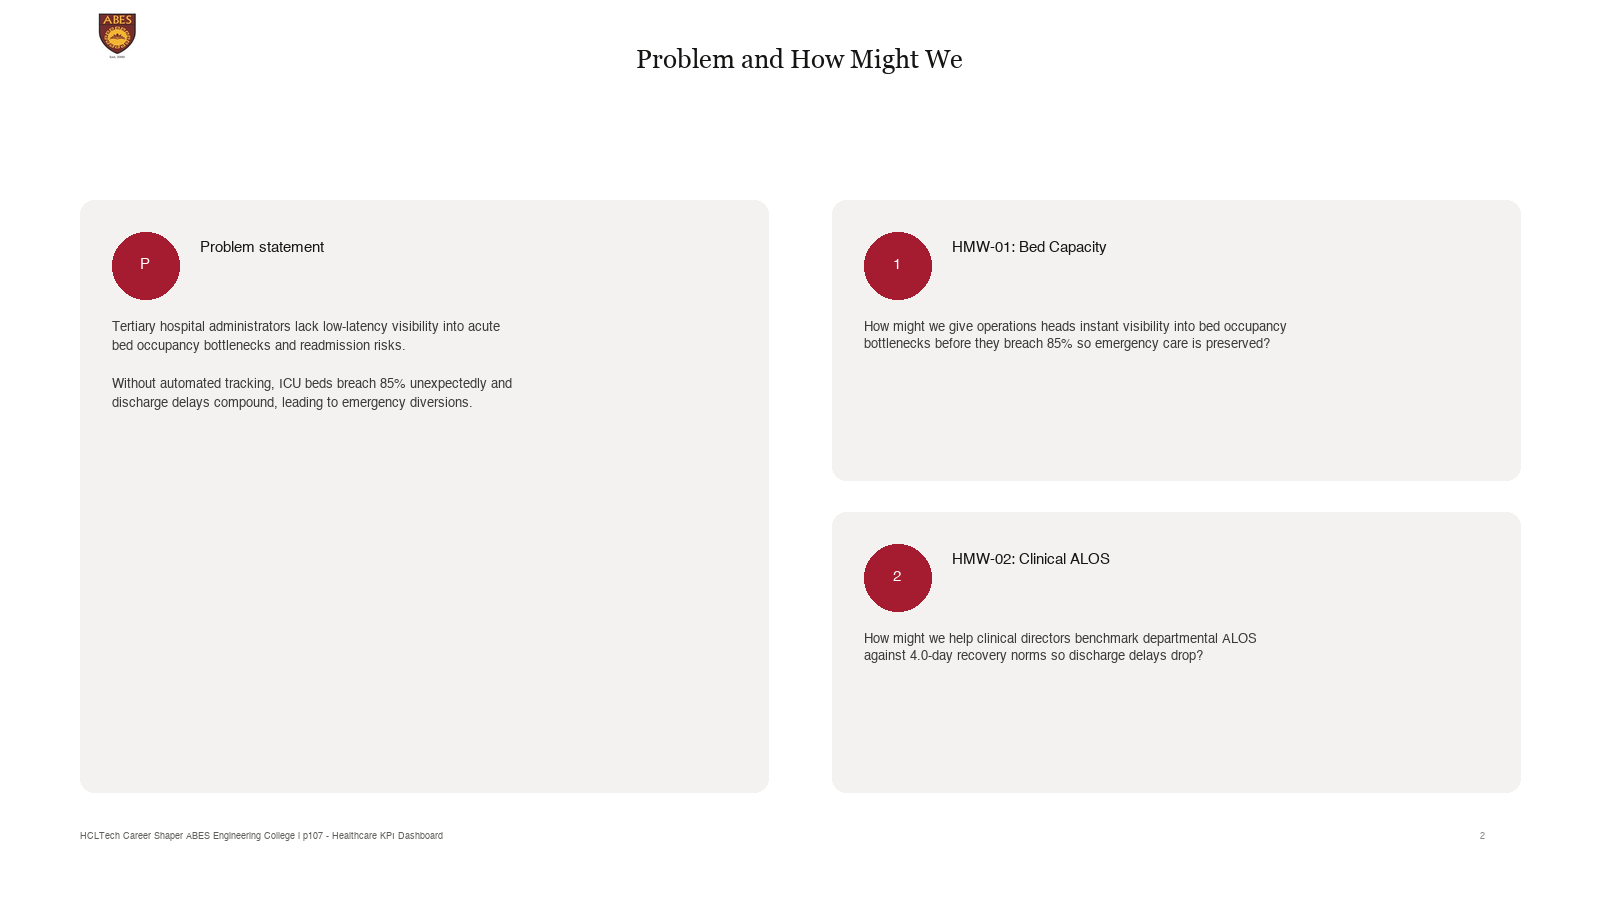 ABES
Problem and How Might We
P
Problem statement
Tertiary hospital administrators lack low-latency visibility into acute
bed occupancy bottlenecks and readmission risks.
Without automated tracking, ICU beds breach 85% unexpectedly and
discharge delays compound, leading to emergency diversions.
1
HMW-01: Bed Capacity
How might we give operations heads instant visibility into bed occupancy
bottlenecks before they breach 85% so emergency care is preserved?
2
HMW-02: Clinical ALOS
How might we help clinical directors benchmark departmental ALOS
against 4.0-day recovery norms so discharge delays drop?
HCLTech Career Shaper ABES Engineering College | p107 - Healthcare KPI Dashboard
2